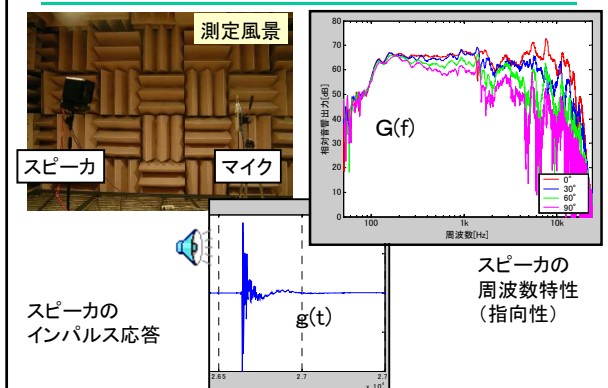 測定風景
スピーカ
マイク
80
70
60
50
40
30
20
10
0
相対音響出力[dB]
G(f)
0°
30°
60°
90°
100
1k
10k
周波数[Hz]
スピーカの
周波数特性
(指向性)
スピーカの
インパルス応答
g(t)
2.65
2.7
2.7
x 10